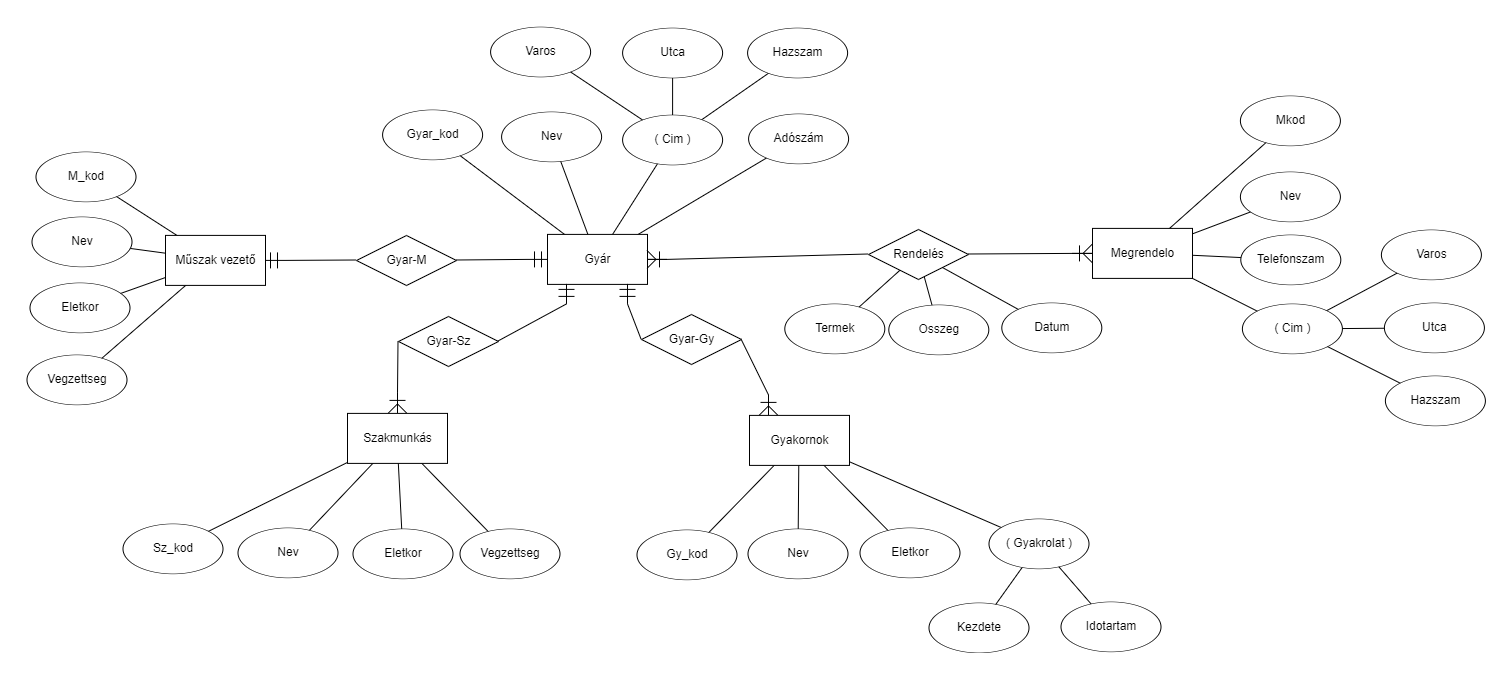 Varos
Utca
Hazszam
Gyar_kod
Nev
( Cim )
Adószám
Mkod
M_kod
Nev
Nev
Műszak vezető
Gyar-M
Gyár
Rendelés
Megrendelo
Telefonszam
Varos
Eletkor
Termek
Osszeg
Datum
( Cim )
Utca
Gyar-Sz
Gyar-Gy
Vegzettseg
Hazszam
Szakmunkás
Gyakornok
Sz_kod
Nev
Eletkor
Vegzettseg
Gy_kod
Nev
Eletkor
( Gyakrolat )
Kezdete
Idotartam